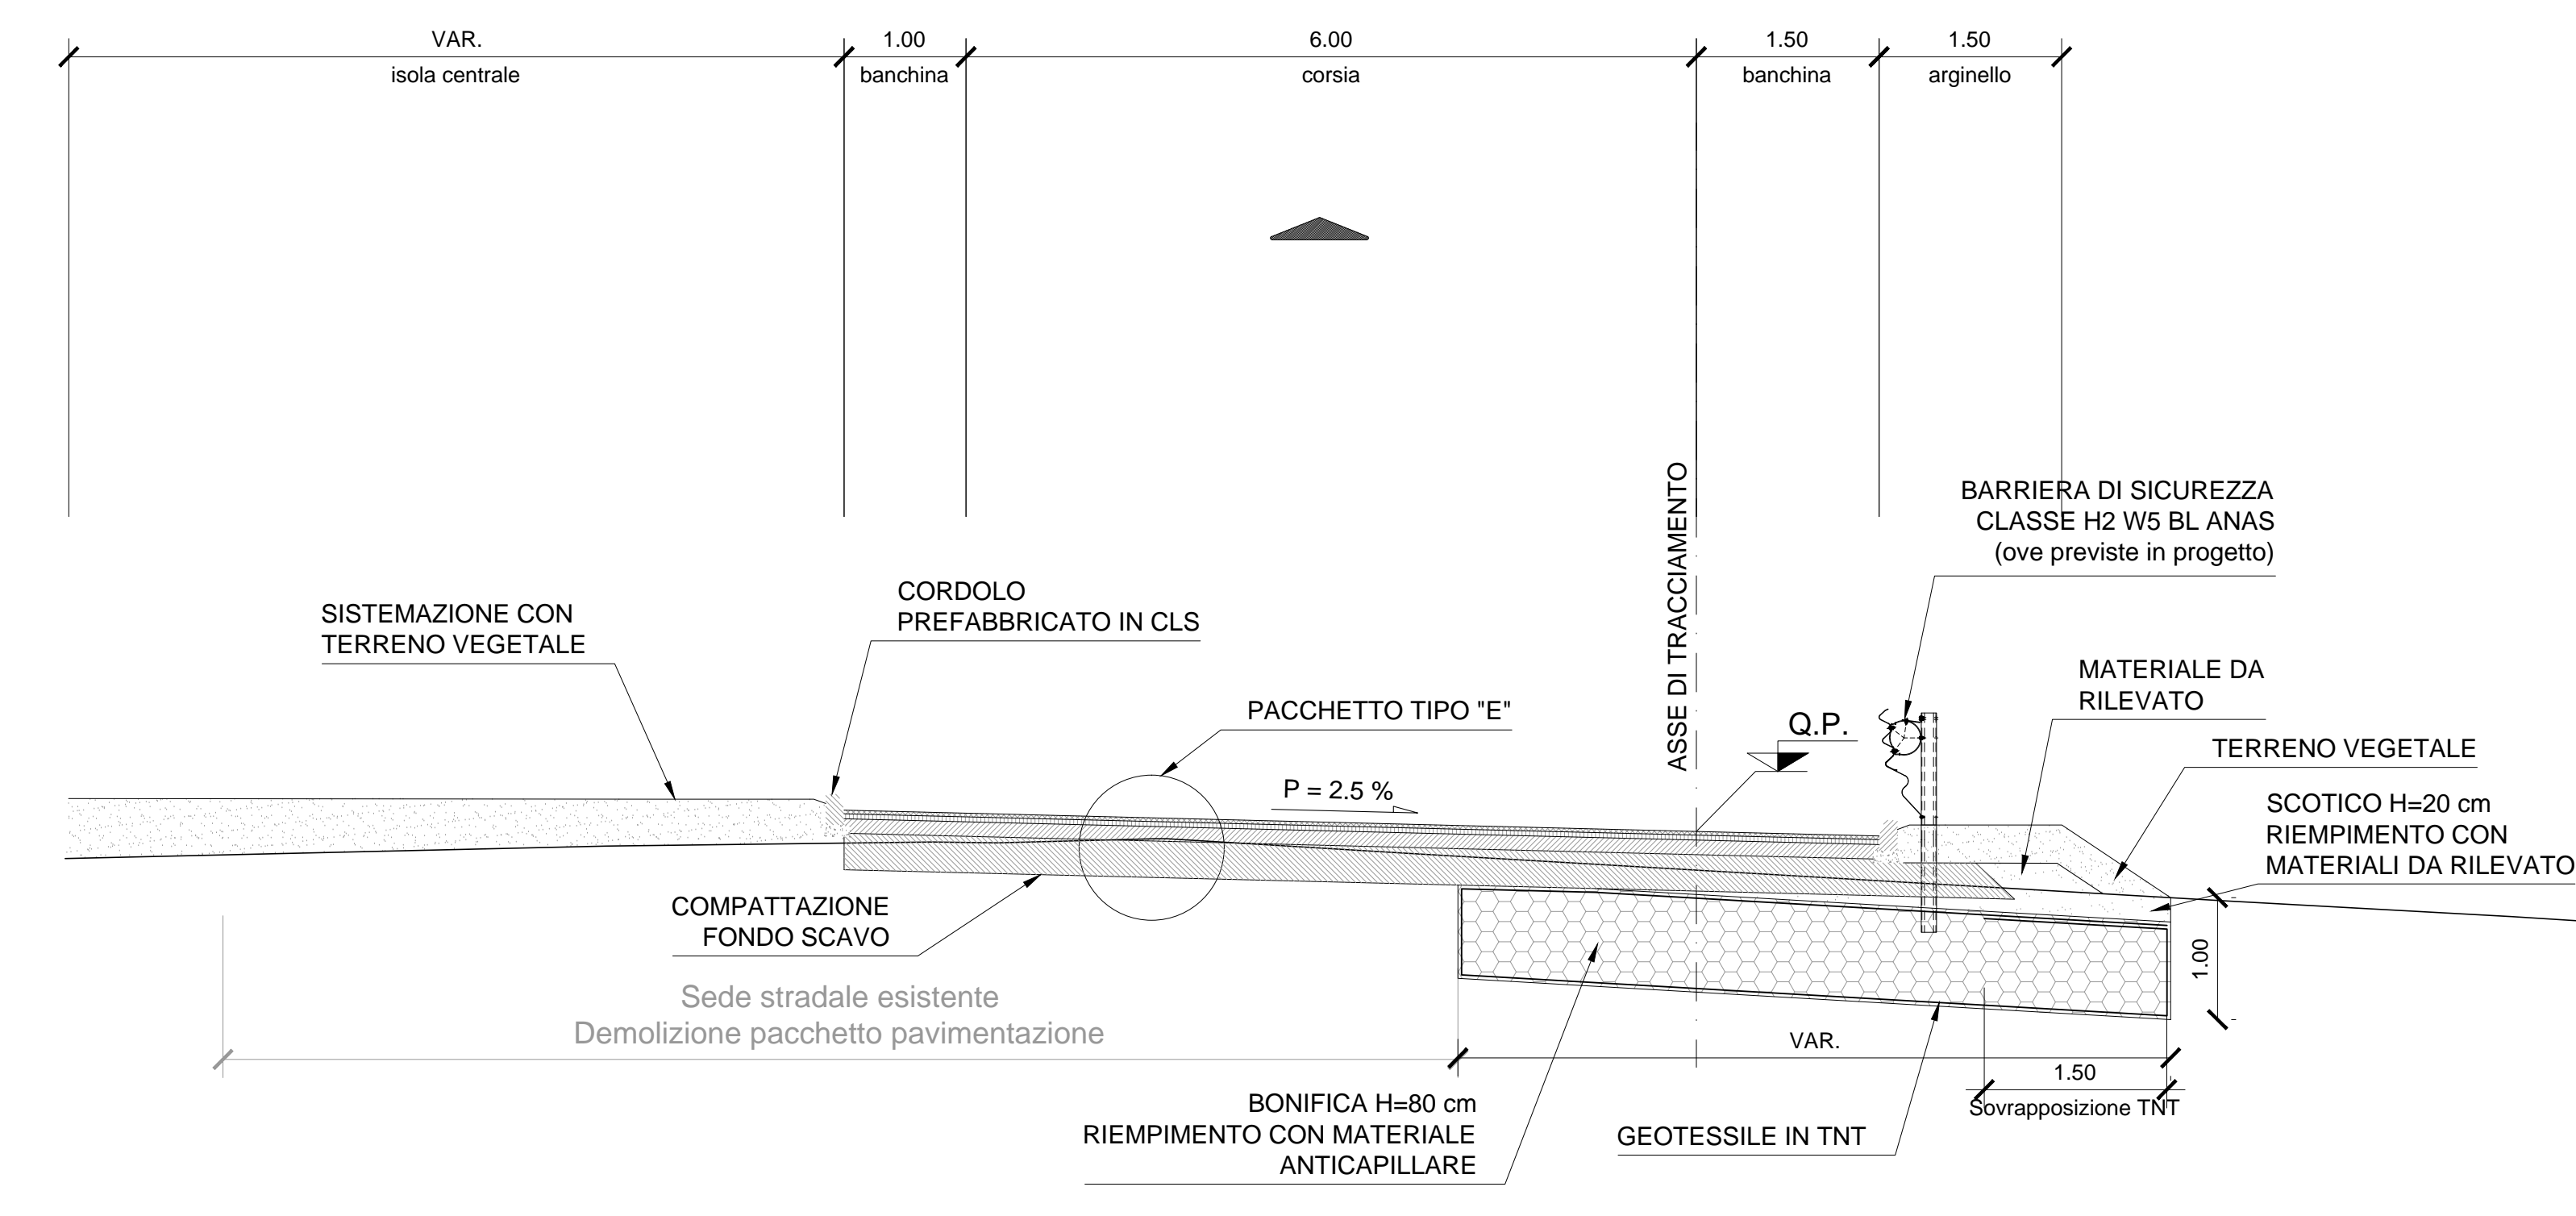 VAR.
1.00
6.00
1.50
1.50
isola centrale
banchina
corsia
banchina
arginello
BARRIERA DI SICUREZZA
CLASSE H2 W5 BL ANAS
(ove previste in progetto)
ASSE DI TRACCIAMENTO
CORDOLO
PREFABBRICATO IN CLS
SISTEMAZIONE CON
TERRENO VEGETALE
MATERIALE DA
RILEVATO
PACCHETTO TIPO "E"
Q.P.
TERRENO VEGETALE
P = 2.5 %
SCOTICO H=20 cm
RIEMPIMENTO CON
MATERIALI DA RILEVATO
COMPATTAZIONE
FONDO SCAVO
1.00
Sede stradale esistente
Demolizione pacchetto pavimentazione
VAR.
1.50
Sovrapposizione TNT
BONIFICA H=80 cm
RIEMPIMENTO CON MATERIALE
ANTICAPILLARE
GEOTESSILE IN TNT